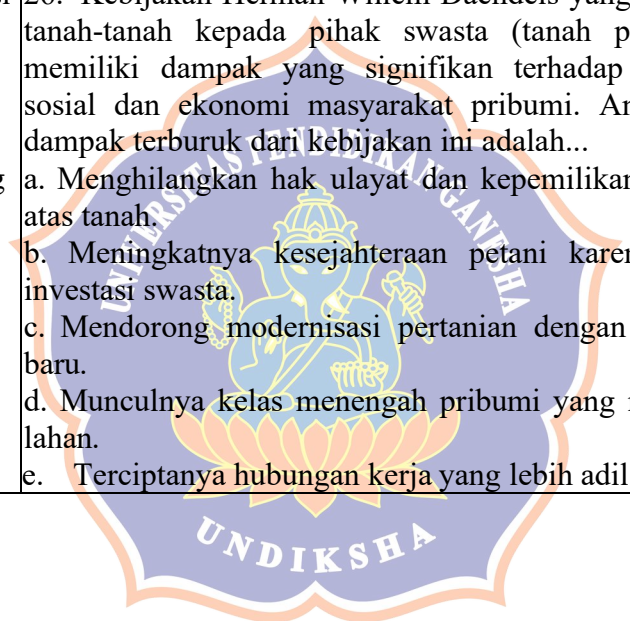 20. Kebijakan Herman Willem Daendels yang
tanah-tanah kepada pihak swasta (tanah
memiliki dampak yang signifikan terhadap
sosial dan ekonomi masyarakat pribumi.
dampak terburuk dari kebijakan ini adalah...
g a. Menghilangkan hak ulayat dan kepemilikan
atas tanah.
b. Meningkatnya kesejahteraan petani
investasi swasta.
c. Mendorong modernisasi pertanian dengan
baru.
d. Munculnya kelas menengah pribumi yang
lahan.
e. Terciptanya hubungan kerja yang lebih adil
UNIVERSITAS PENDIDIKAN GANESHA
UNDIKSHA